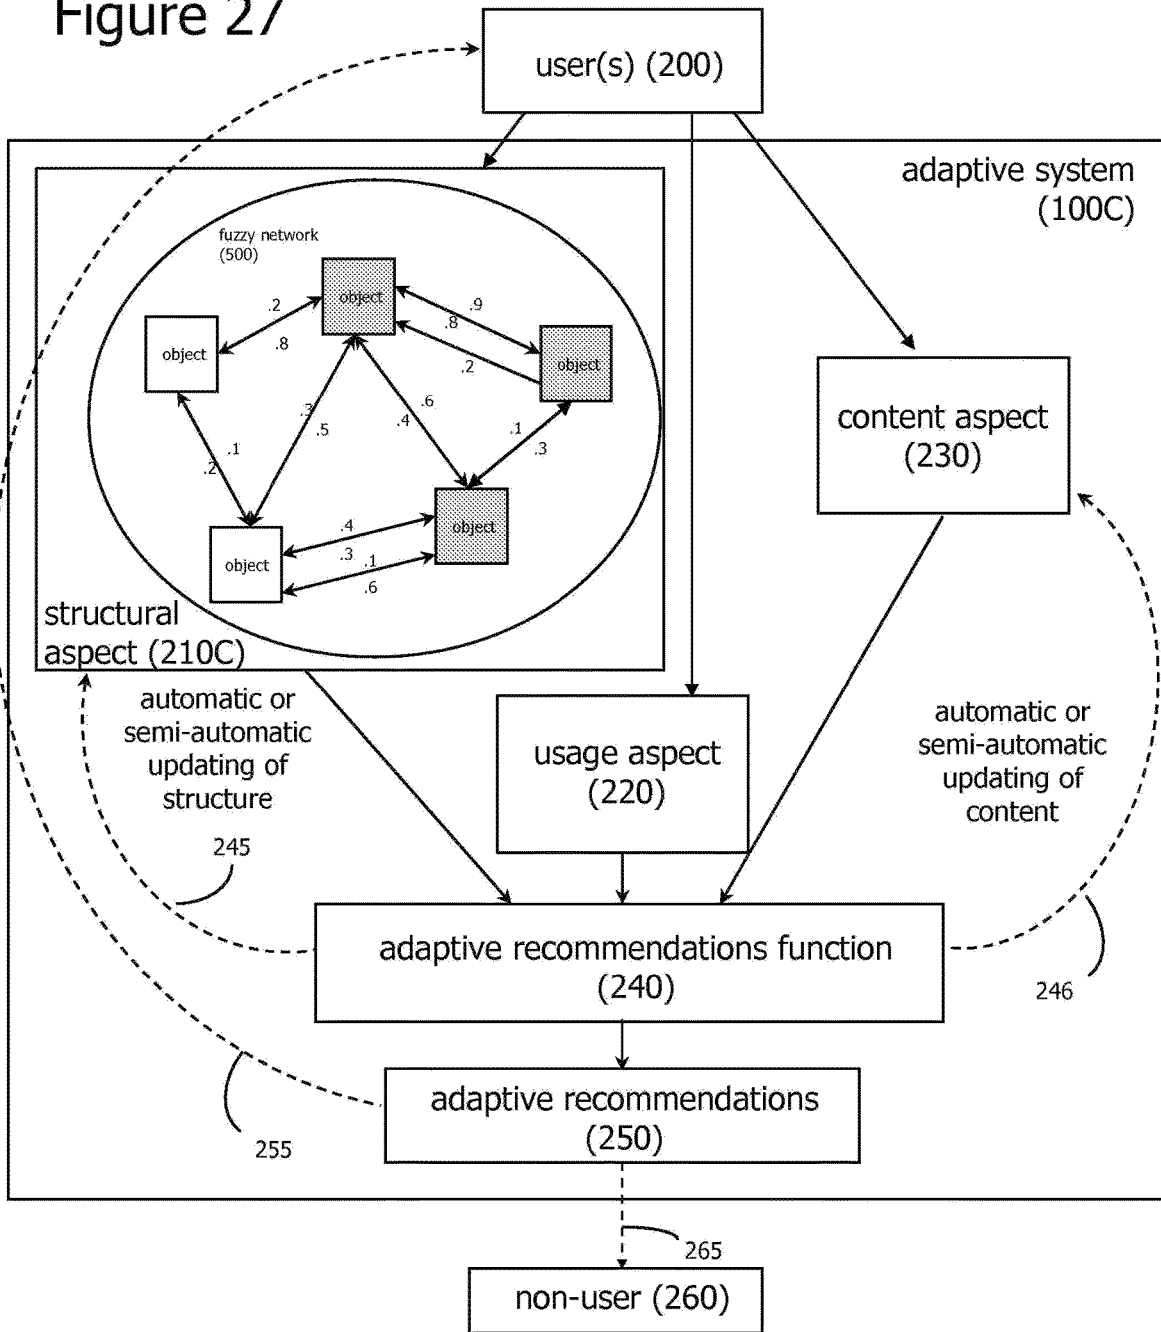 Figure 27
user(s) (200)
adaptive system
(100C)
fuzzy network
(500)
object
object
object
object
object
.2
.8
.9
.8
.2
.3
.5
.6
.4
.1
.3
.1
.2
.4
.3
.1
.6
structural
aspect (210C)
content aspect
(230)
automatic or
semi-automatic
updating of
structure
245
usage aspect
(220)
automatic or
semi-automatic
updating of
content
246
adaptive recommendations function
(240)
adaptive recommendations
(250)
255
265
non-user (260)